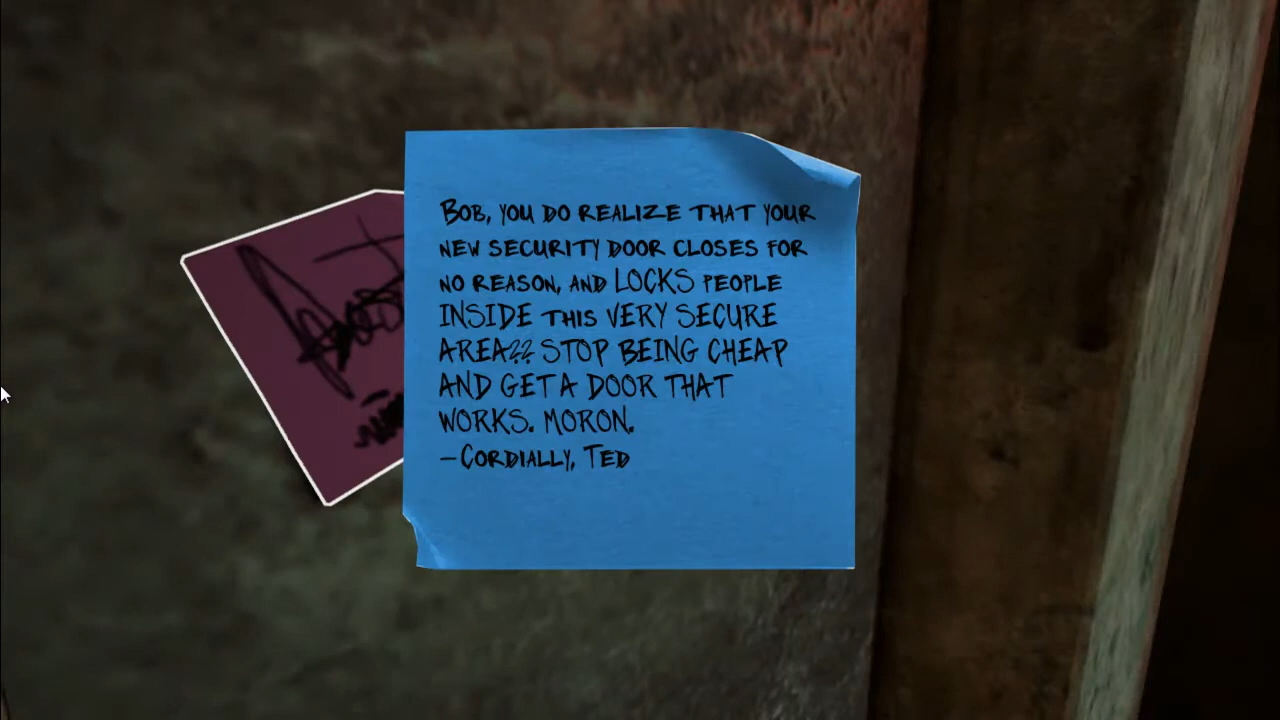 Bob, you do realize that your
new security door closes for
no reason, and LOCKS people
INSIDE this VERY SECURE
AREA?? STOP BEING CHEAP
AND GET A DOOR THAT
WORKS. MORON.
–Cordially, Ted